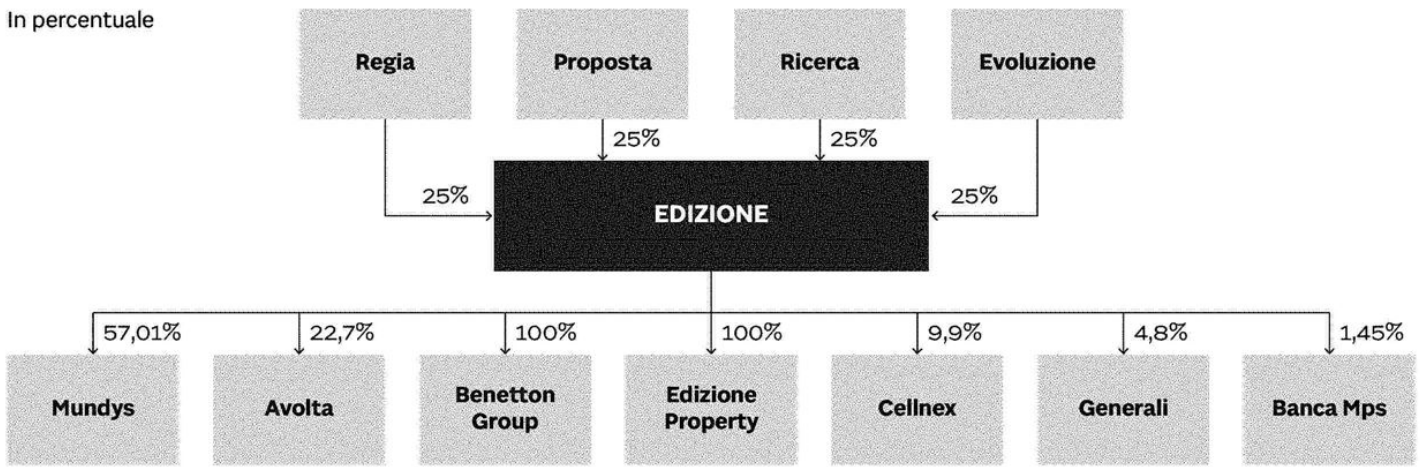 In percentuale
Regia
Proposta
Ricerca
Evoluzione
25%
25%
25%
25%
EDIZIONE
57,01%
22,7%
100%
100%
9,9%
4,8%
1,45%
Mundys
Avolta
Benetton
Group
Edizione
Property
Cellnex
Generali
Banca Mps